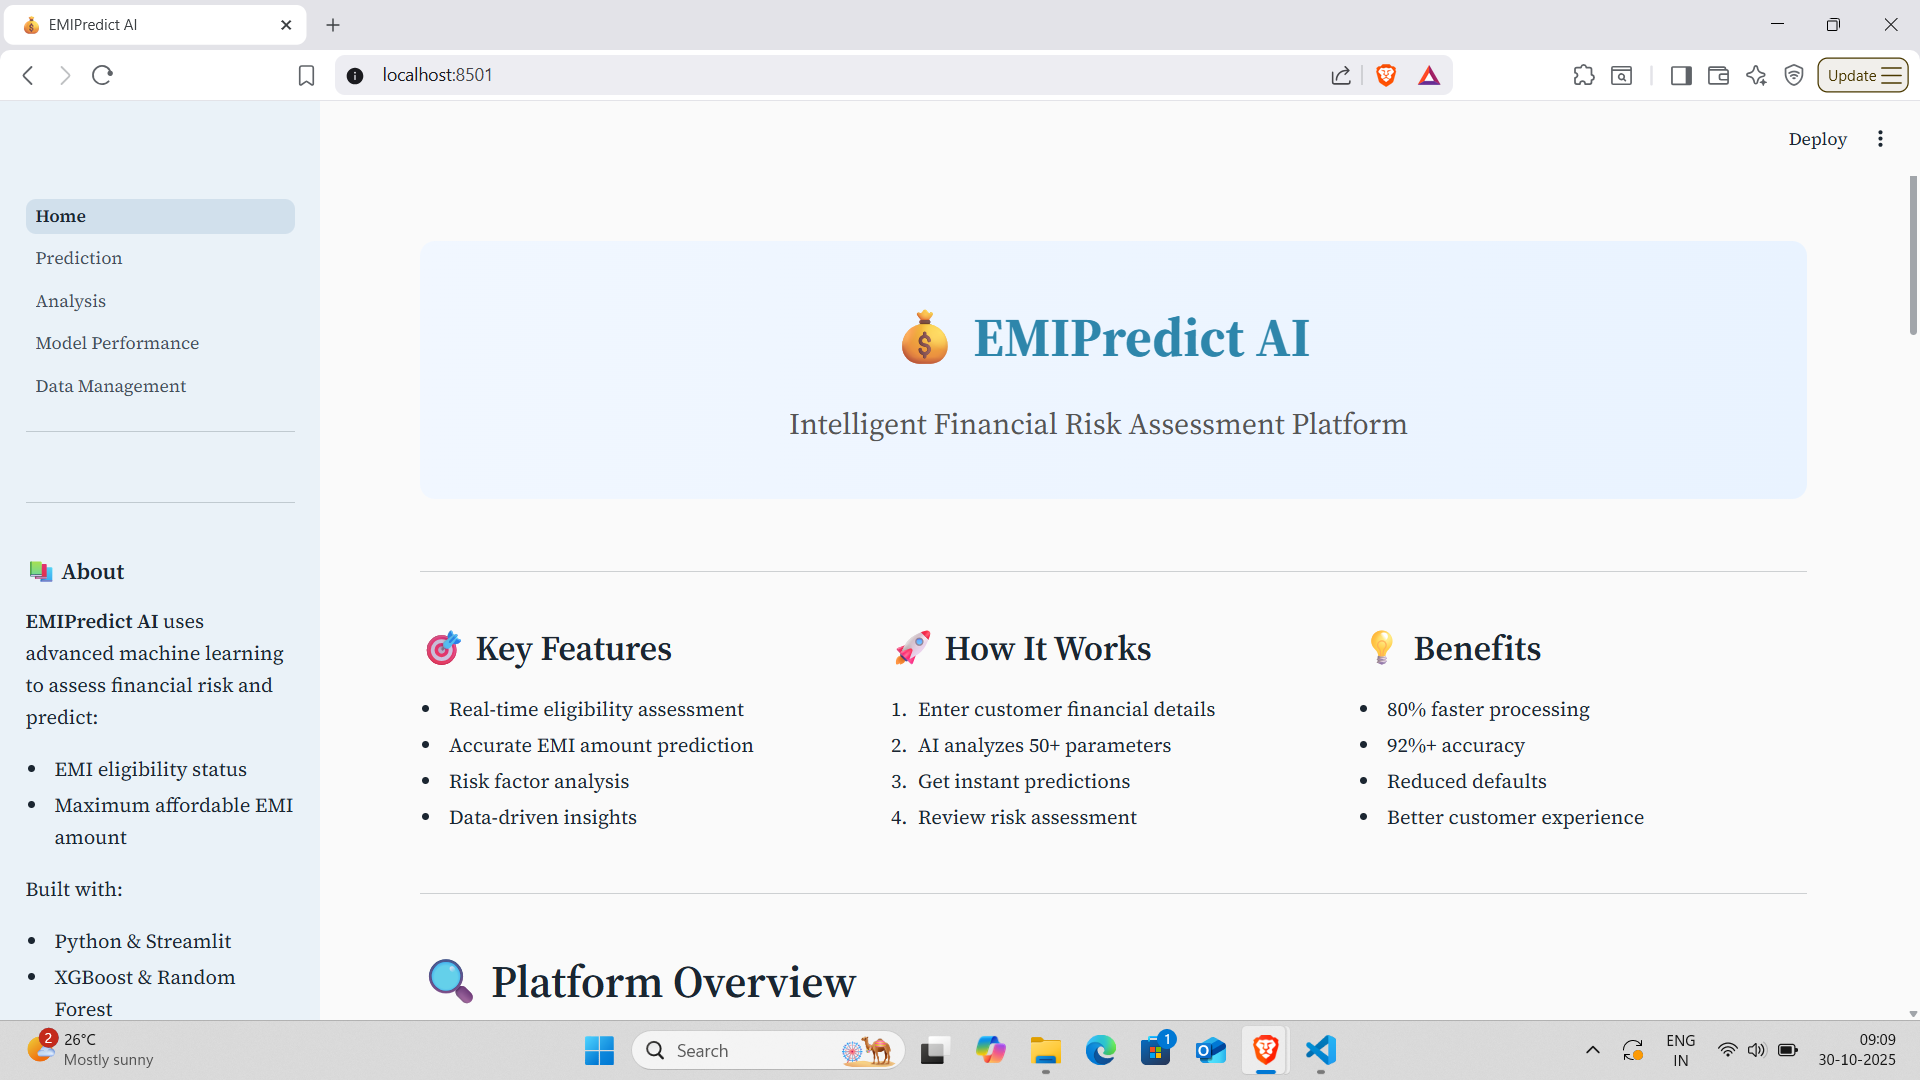 EMIPredict AI
localhost:8501
Update
Deploy
Home
Prediction
Analysis
Model Performance
Data Management
About
EMIPredict AI uses
advanced machine learning
to assess financial risk and
predict:
• EMI eligibility status
• Maximum affordable EMI
amount
Built with:
• Python & Streamlit
• XGBoost & Random
Forest
EMIPredict AI
Intelligent Financial Risk Assessment Platform
Key Features
• Real-time eligibility assessment
• Accurate EMI amount prediction
• Risk factor analysis
• Data-driven insights
How It Works
1. Enter customer financial details
2. AI analyzes 50+ parameters
3. Get instant predictions
4. Review risk assessment
Benefits
• 80% faster processing
• 92%+ accuracy
• Reduced defaults
• Better customer experience
Platform Overview
2
26°C
Mostly sunny
Search
1
ENG
IN
09:09
30-10-2025